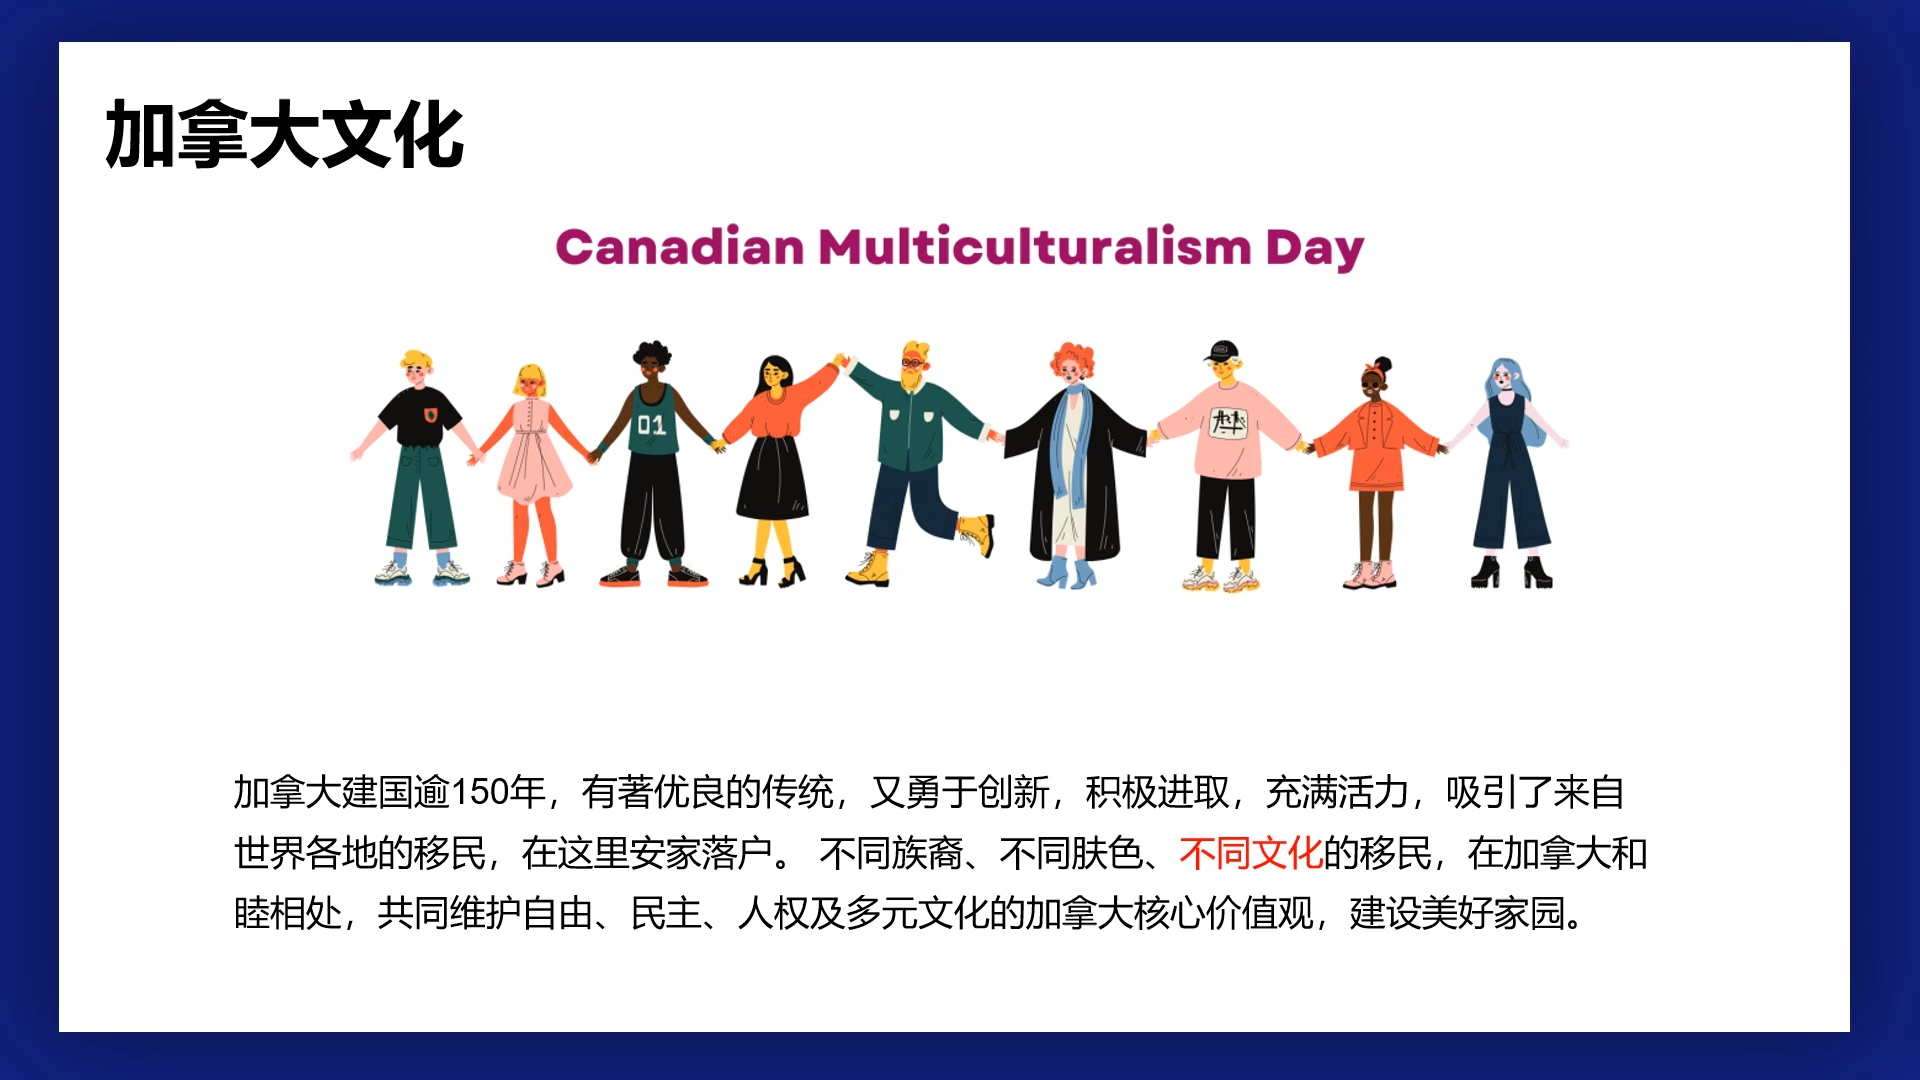 加拿大文化
Canadian Multiculturalism Day
01
加拿大建国逾150年，有著优良的传统，又勇于创新，积极进取，充满活力，吸引了来自
世界各地的移民，在这里安家落户。 不同族裔、不同肤色、不同文化的移民，在加拿大和
睦相处，共同维护自由、民主、人权及多元文化的加拿大核心价值观，建设美好家园。